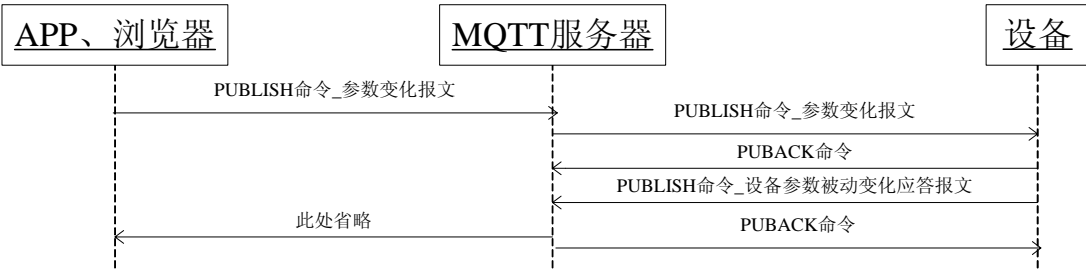 APP、浏览器
MQTT服务器
设备
PUBLISH命令_参数变化报文
PUBLISH命令_参数变化报文
PUBACK命令
PUBLISH命令_设备参数被动变化应答报文
此处省略
PUBACK命令